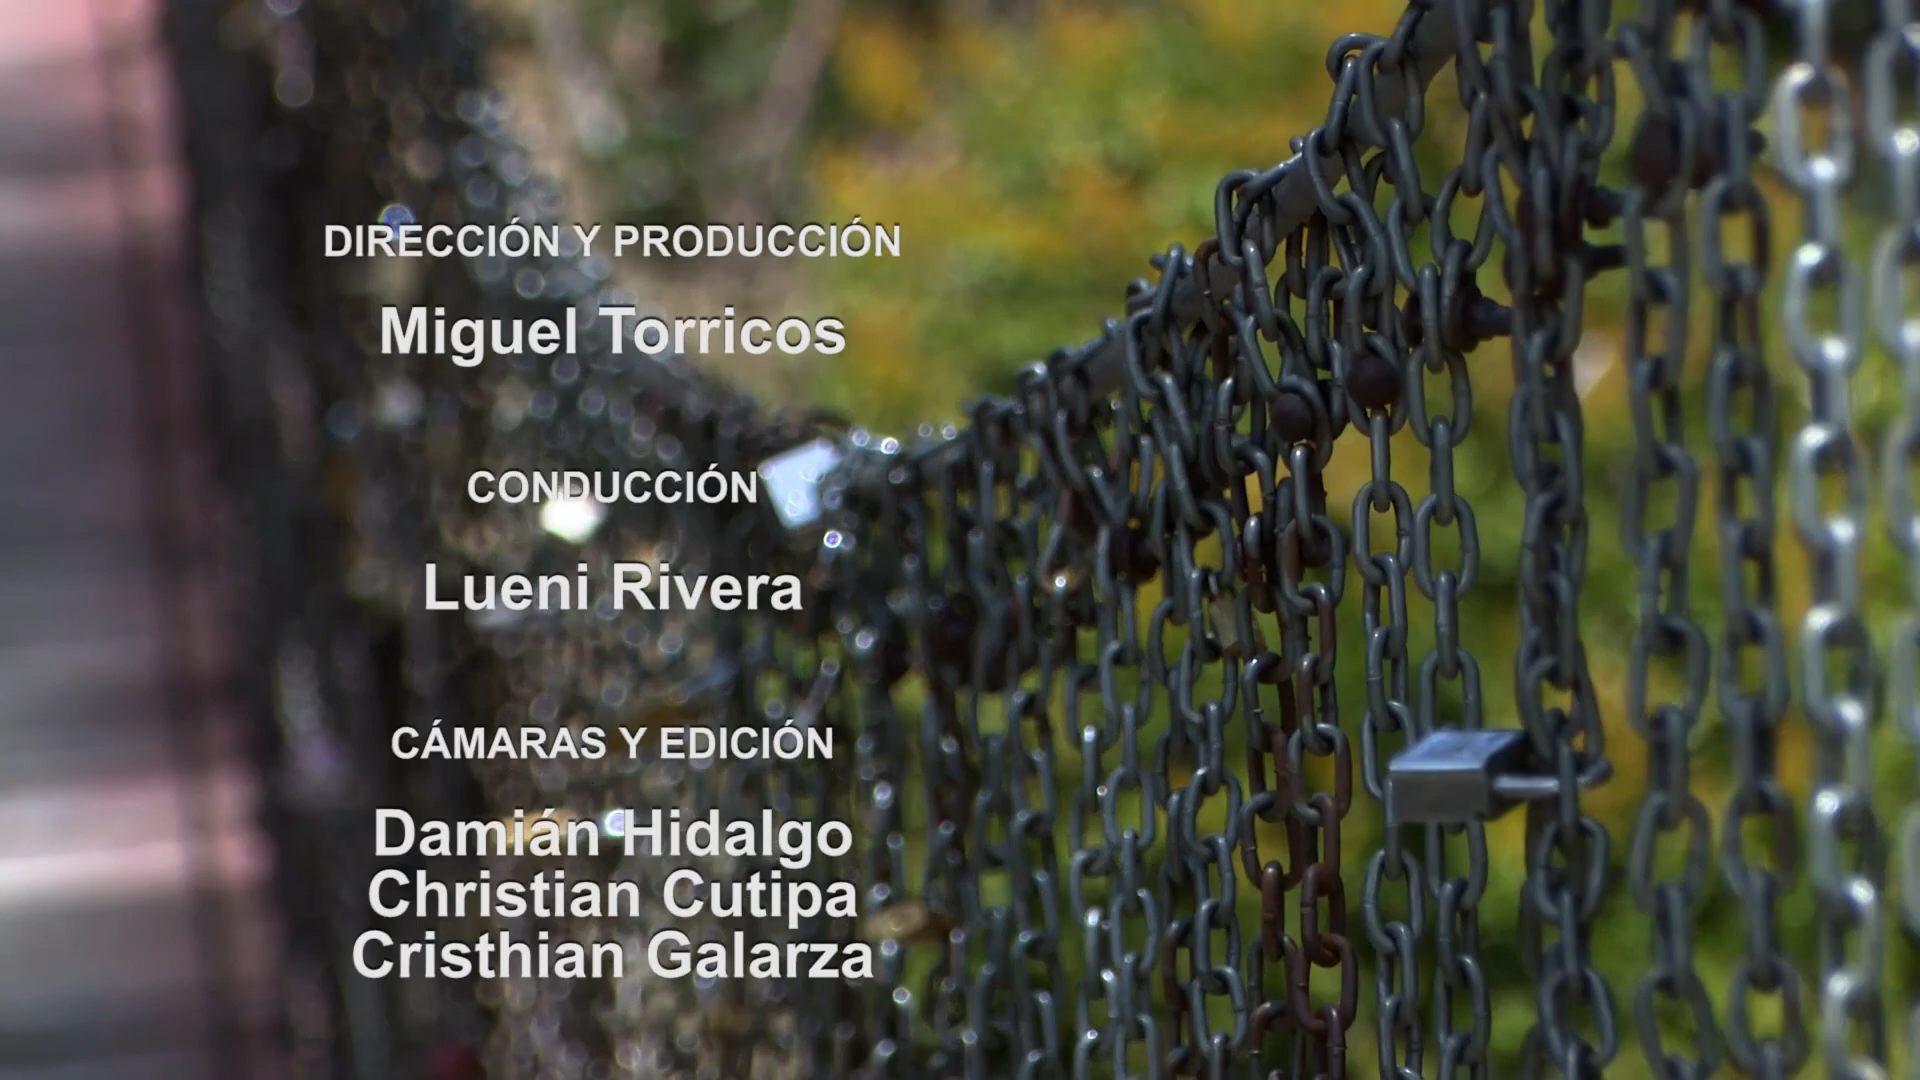 DIRECCIÓN Y PRODUCCIÓN
Miguel Torricos
CONDUCCIÓN
Lueni Rivera
CÁMARAS Y EDICIÓN
Damián Hidalgo
Christian Cutipa
Cristhian Galarza